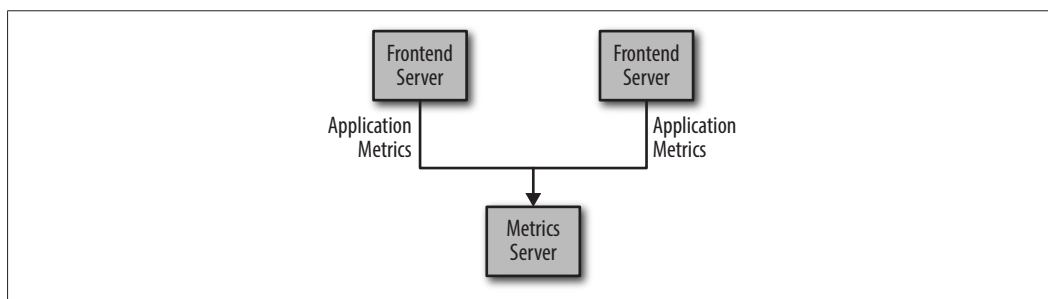 Frontend
Server
Frontend
Server
Application
Metrics
Application
Metrics
Metrics
Server